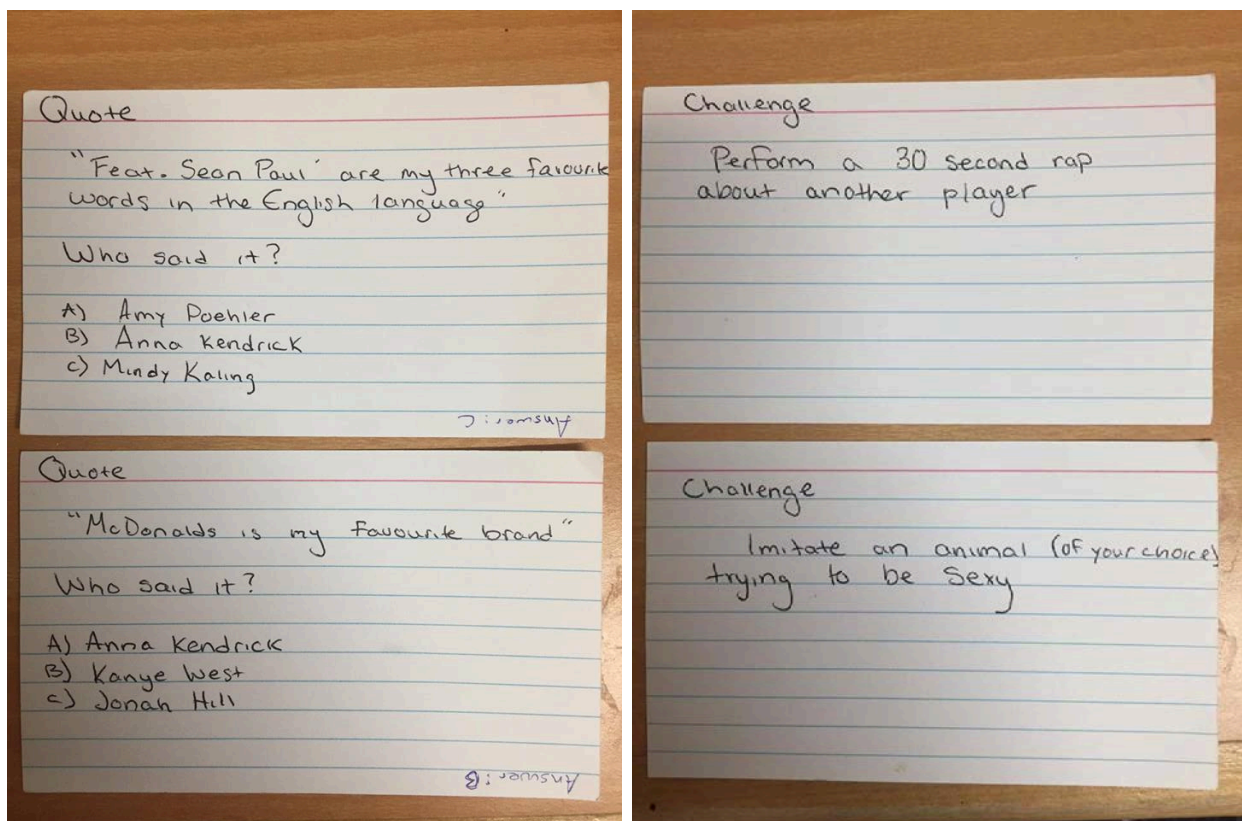 Quote
"Feat. Sean Paul' are my three favourite
words in the English language"
Who said it?
A) Amy Poehler
B) Anna Kendrick
C) Mindy Kaling
Answer: C
Quote
"McDonalds is my favourite brand"
Who said it?
A) Anna Kendrick
B) Kanye West
C) Jonah Hill
Answer: B
Challenge
Perform a 30 second rap
about another player
Challenge
Imitate an animal (of your choice)
trying to be sexy